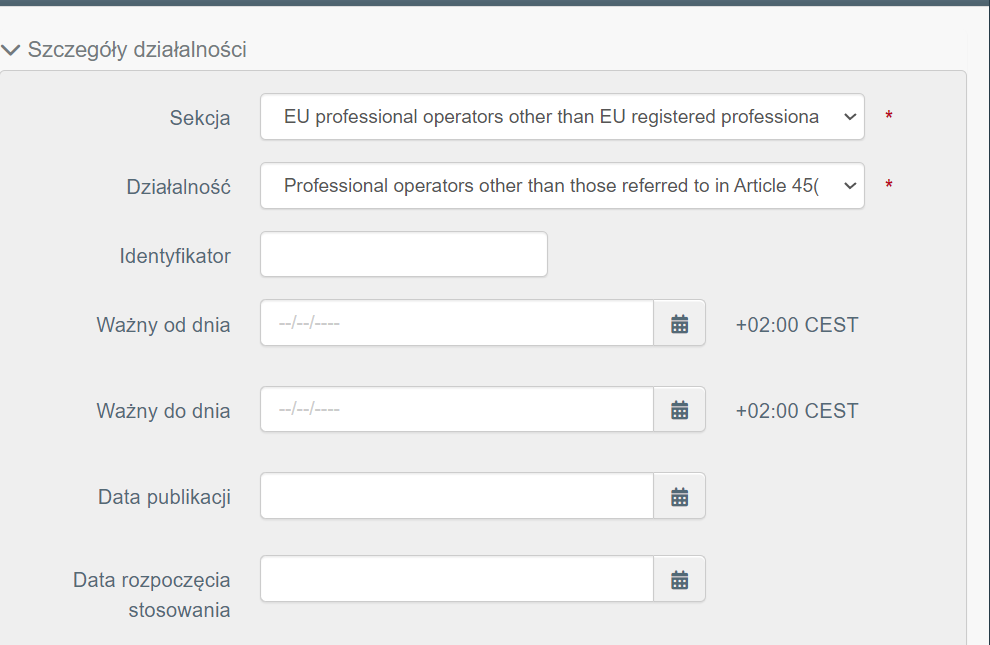 Szczegóły działalności
Sekcja EU professional operators other than EU registered professiona *
Działalność Professional operators other than those referred to in Article 45( *
Identyfikator
Ważny od dnia --/--/---- +02:00 CEST
Ważny do dnia --/--/---- +02:00 CEST
Data publikacji
Data rozpoczęcia
stosowania